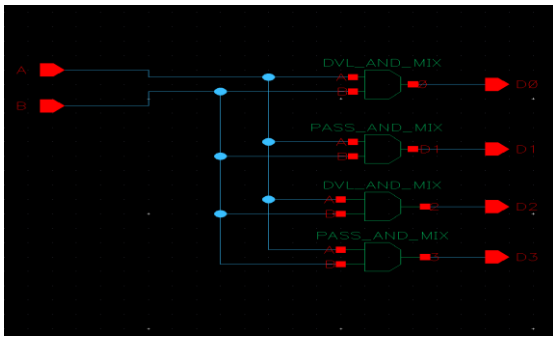 DVL_AND_MIX
A
A
D0
B
PASS_AND_MIX
A
D1
D1
DVL_AND_MIX
A
D2
PASS_AND_MIX
A
D3
B